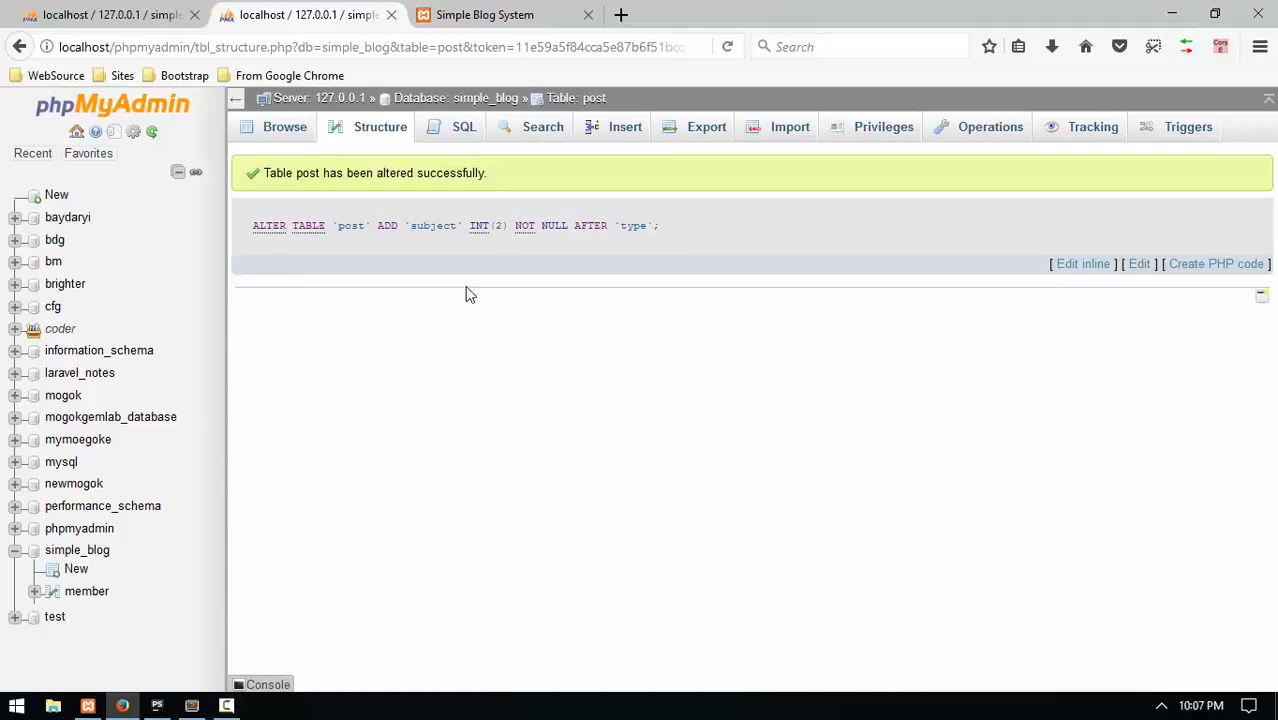 localhost / 127.0.0.1 / simple
localhost / 127.0.0.1 / simple
Simple Blog System
localhost/phpmyadmin/tbl_structure.php?db=simple_blog&table=post&token=11e59a5f84cca5e87b6f51bcc
Search
WebSource
Sites
Bootstrap
From Google Chrome
phpMyAdmin
Recent
Favorites
New
baydaryi
bdg
bm
brighter
cfg
coder
information_schema
laravel_notes
mogok
mogokgemlab_database
mymoegoke
mysql
newmogok
performance_schema
phpmyadmin
simple_blog
New
member
test
Server: 127.0.0.1 » Database: simple_blog » Table: post
Browse
Structure
SQL
Search
Insert
Export
Import
Privileges
Operations
Tracking
Triggers
Table post has been altered successfully.
ALTER TABLE `post` ADD `subject` INT(2) NOT NULL AFTER `type`;
[ Edit inline ] [ Edit ] [ Create PHP code ]
Console
10:07 PM